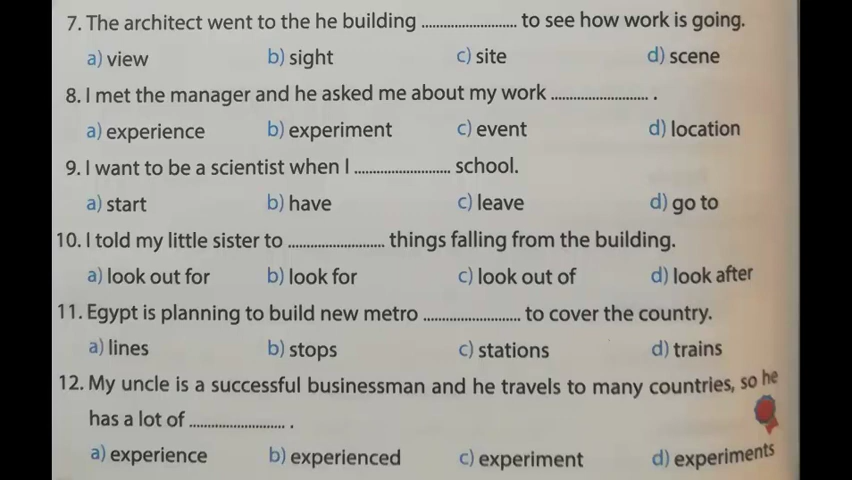 7. The architect went to the he building ......................... to see how work is going.
a) view b) sight c) site d) scene
8. I met the manager and he asked me about my work ......................... .
a) experience b) experiment c) event d) location
9. I want to be a scientist when I ......................... school.
a) start b) have c) leave d) go to
10. I told my little sister to ......................... things falling from the building.
a) look out for b) look for c) look out of d) look after
11. Egypt is planning to build new metro ......................... to cover the country.
a) lines b) stops c) stations d) trains
12. My uncle is a successful businessman and he travels to many countries, so he
has a lot of ......................... .
a) experience b) experienced c) experiment d) experiments